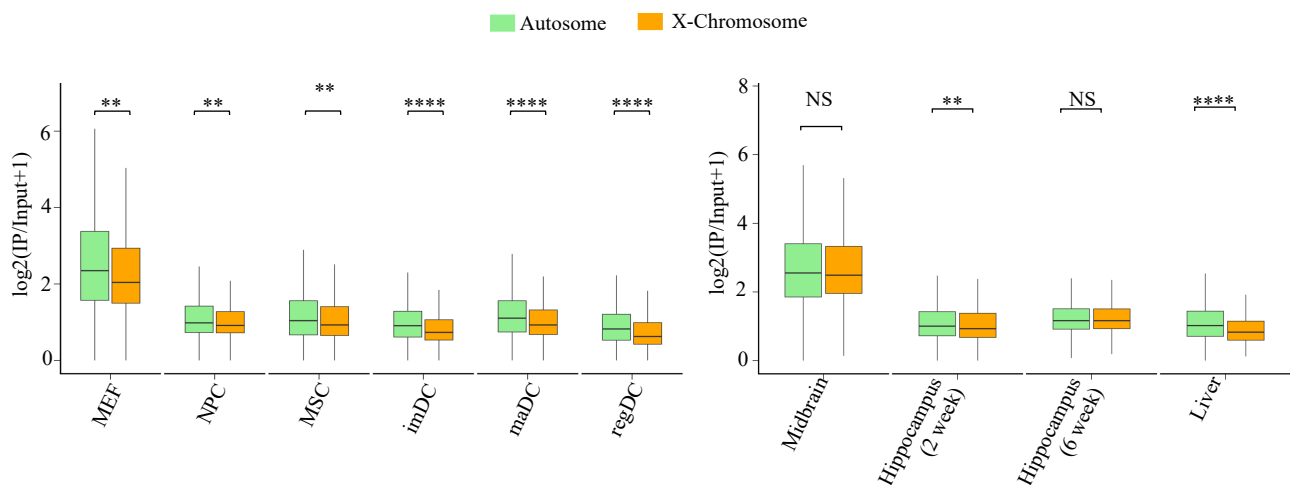 Autosome X-Chromosome
log2(IP/Input+1)
6
4
2
0
** ** ** **** **** ****
MEF NPC MSC imDC maDC regDC
log2(IP/Input+1)
8
6
4
2
0
NS ** NS ****
Midbrain
Hippocampus
(2 week)
Hippocampus
(6 week)
Liver